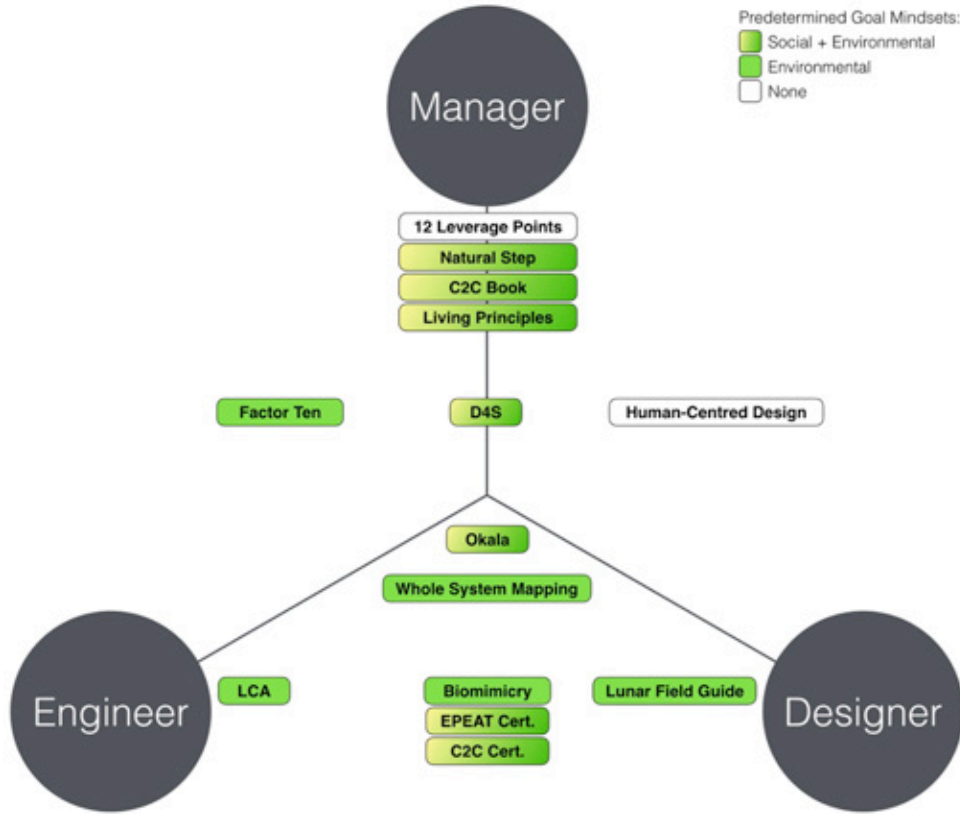 Predetermined Goal Mindsets:
Social + Environmental
Environmental
None
Manager
12 Leverage Points
Natural Step
C2C Book
Living Principles
Factor Ten
D4S
Human-Centred Design
Okala
Whole System Mapping
Engineer
LCA
Biomimicry
Lunar Field Guide
Designer
EPEAT Cert.
C2C Cert.